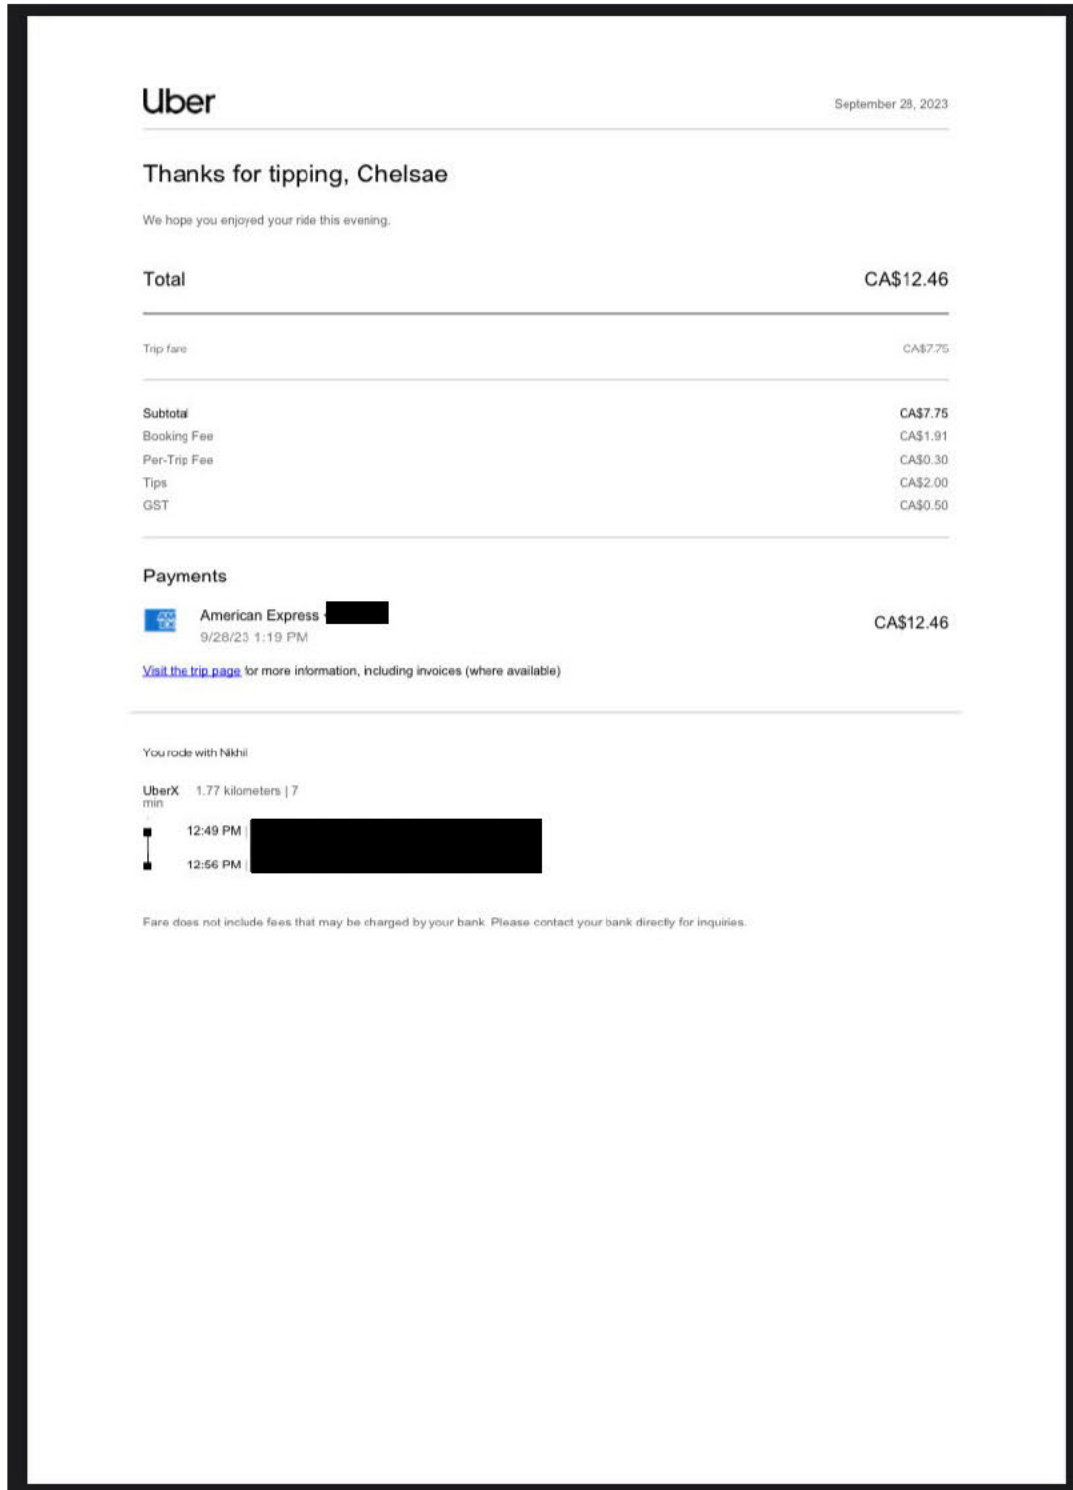 Uber
September 28, 2023
Thanks for tipping, Chelsae
We hope you enjoyed your ride this evening.
Total CA$12.46
Trip fare CA$7.75
Subtotal CA$7.75
Booking Fee CA$1.91
Per-Trip Fee CA$0.30
Tips CA$2.00
GST CA$0.50
Payments
American Express
CA$12.46
9/28/23 1:19 PM
Visit the trip page for more information, including invoices (where available)
You rode with Nikhil
UberX 1.77 kilometers | 7
min
12:49 PM |
12:56 PM |
Fare does not include fees that may be charged by your bank. Please contact your bank directly for inquiries.